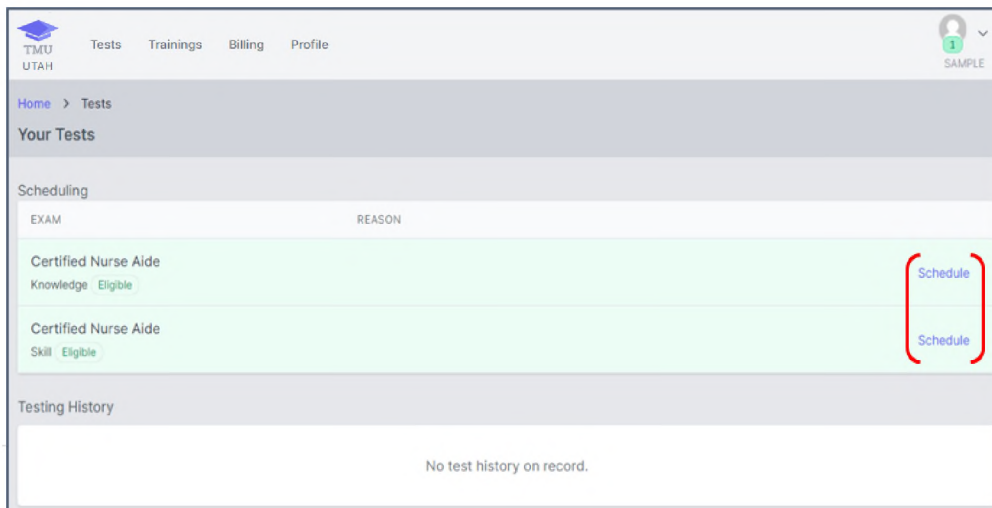 TMU
UTAH
Tests Trainings Billing Profile
1
SAMPLE
Home > Tests
Your Tests
Scheduling
EXAM REASON
Certified Nurse Aide
Knowledge Eligible
Schedule
Certified Nurse Aide
Skill Eligible
Schedule
Testing History
No test history on record.